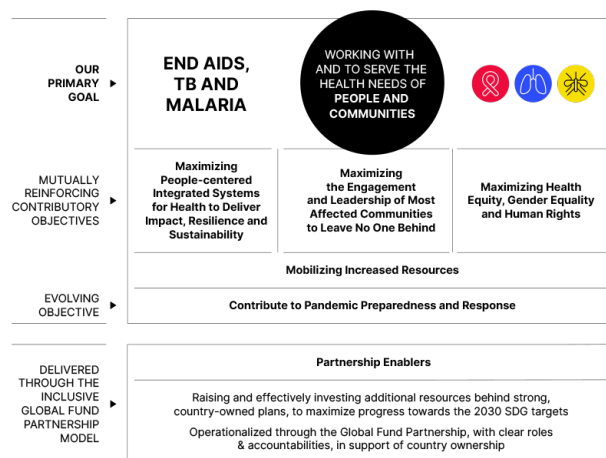 OUR
PRIMARY
GOAL
END AIDS,
TB AND
MALARIA
WORKING WITH
AND TO SERVE THE
HEALTH NEEDS OF
PEOPLE AND
COMMUNITIES
MUTUALLY
REINFORCING
CONTRIBUTORY
OBJECTIVES
Maximizing
People-centered
Integrated Systems
for Health to Deliver
Impact, Resilience and
Sustainability
Maximizing
the Engagement
and Leadership of Most
Affected Communities
to Leave No One Behind
Maximizing Health
Equity, Gender Equality
and Human Rights
Mobilizing Increased Resources
EVOLVING
OBJECTIVE
Contribute to Pandemic Preparedness and Response
DELIVERED
THROUGH THE
INCLUSIVE
GLOBAL FUND
PARTNERSHIP
MODEL
Partnership Enablers
Raising and effectively investing additional resources behind strong,
country-owned plans, to maximize progress towards the 2030 SDG targets
Operationalized through the Global Fund Partnership, with clear roles
& accountabilities, in support of country ownership